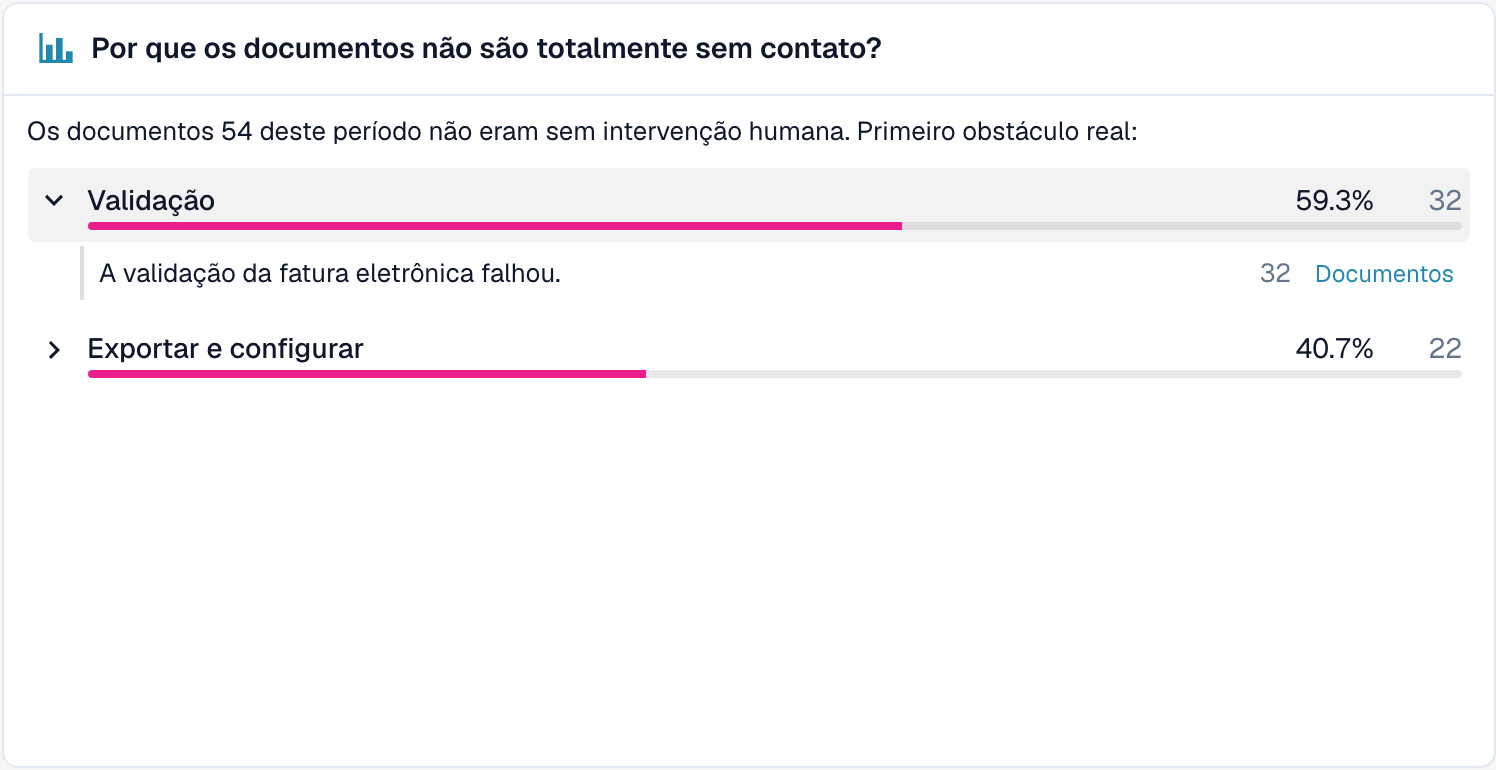 Por que os documentos não são totalmente sem contato?
Os documentos 54 deste período não eram sem intervenção humana. Primeiro obstáculo real:
Validação 59.3% 32
A validação da fatura eletrônica falhou. 32 Documentos
Exportar e configurar 40.7% 22